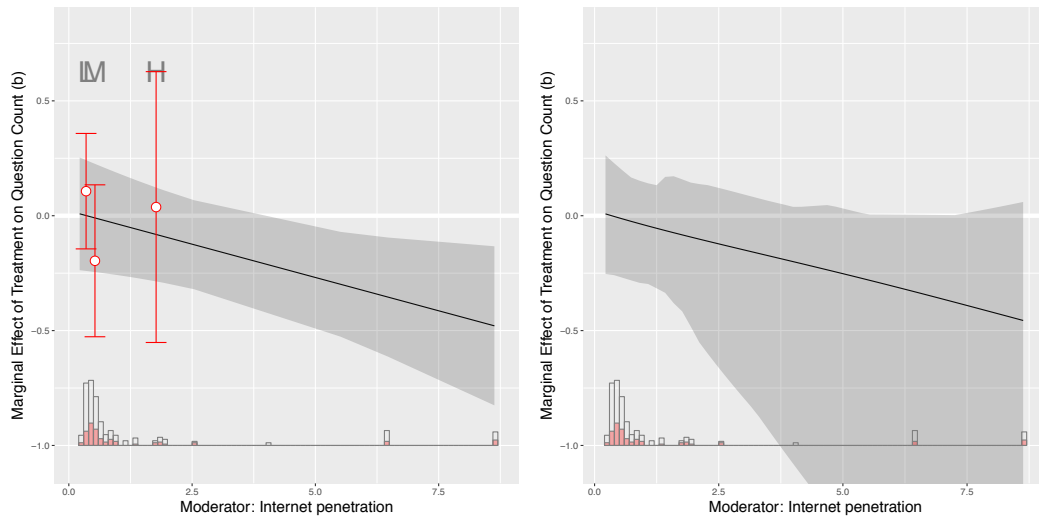 Marginal Effect of Treatment on Question Count (b)
L M H
0.5
0.0
−0.5
−1.0
0.0 2.5 5.0 7.5
Moderator: Internet penetration
Marginal Effect of Treatment on Question Count (b)
0.5
0.0
−0.5
−1.0
0.0 2.5 5.0 7.5
Moderator: Internet penetration